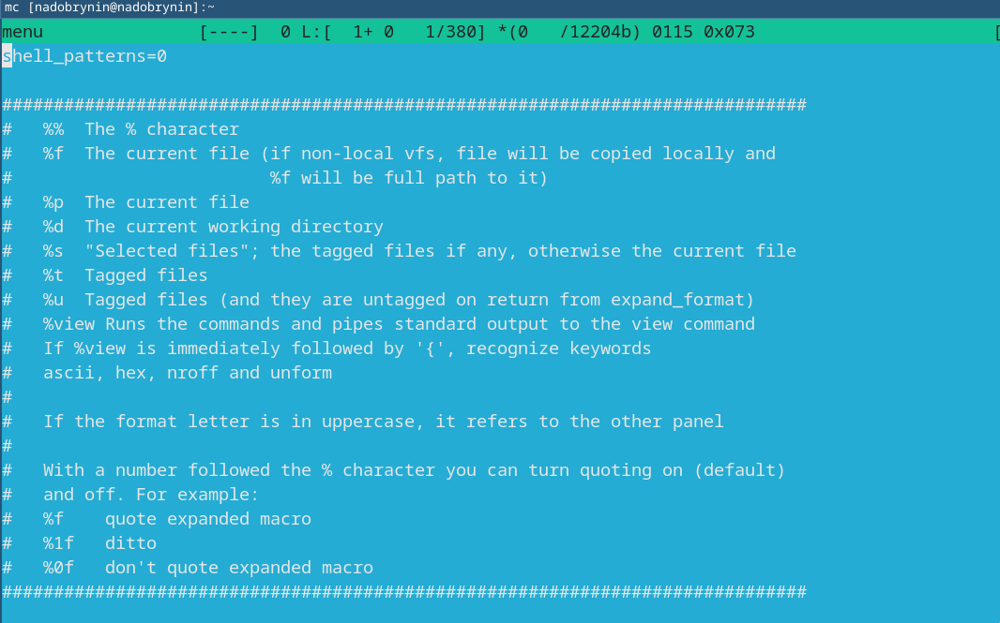 mc [nadobrynin@nadobrynin]:~
menu               [----]  0 L:[  1+ 0   1/380] *(0   /12204b) 0115 0x073                       [
shell_patterns=0
##############################################################################
#   %%  The % character
#   %f  The current file (if non-local vfs, file will be copied locally and
#                         %f will be full path to it)
#   %p  The current file
#   %d  The current working directory
#   %s  "Selected files"; the tagged files if any, otherwise the current file
#   %t  Tagged files
#   %u  Tagged files (and they are untagged on return from expand_format)
#   %view Runs the commands and pipes standard output to the view command
#   If %view is immediately followed by '{', recognize keywords
#   ascii, hex, nroff and unform
#
#   If the format letter is in uppercase, it refers to the other panel
#
#   With a number followed the % character you can turn quoting on (default)
#   and off. For example:
#   %f    quote expanded macro
#   %1f   ditto
#   %0f   don't quote expanded macro
##############################################################################